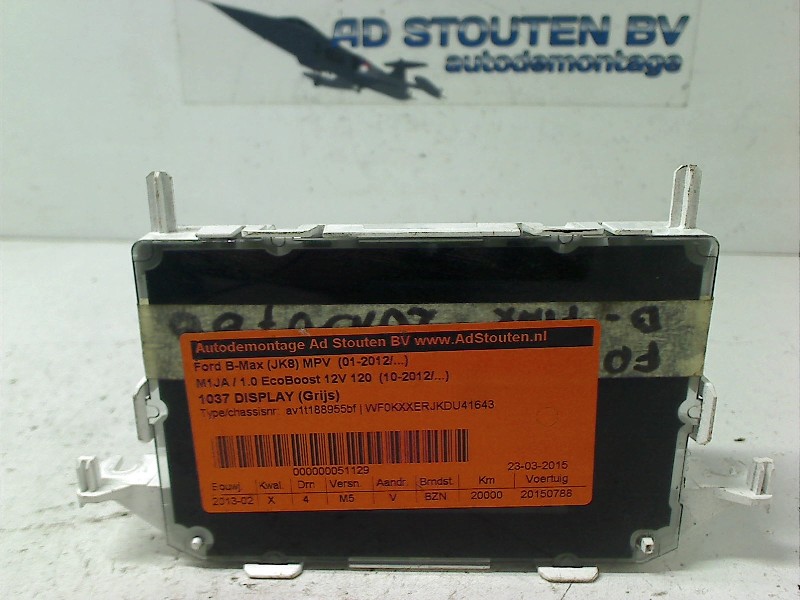 AD STOUTEN BV
autodemontage
Autodemontage Ad Stouten BV www.AdStouten.nl
Ford B-Max (JK8) MPV (01-2012/...)
M1JA / 1.0 EcoBoost 12V 120 (10-2012/...)
1037 DISPLAY (Grijs)
Type/chassisnr: av1t188955bf | WF0KXXERJKDU41643
000000051129
23-03-2015
Bouwj. Kwal. Drn Versn. Aandr. Brndst. Km Voertuig
2013-02 X 4 M5 V BZN 20000 20150788